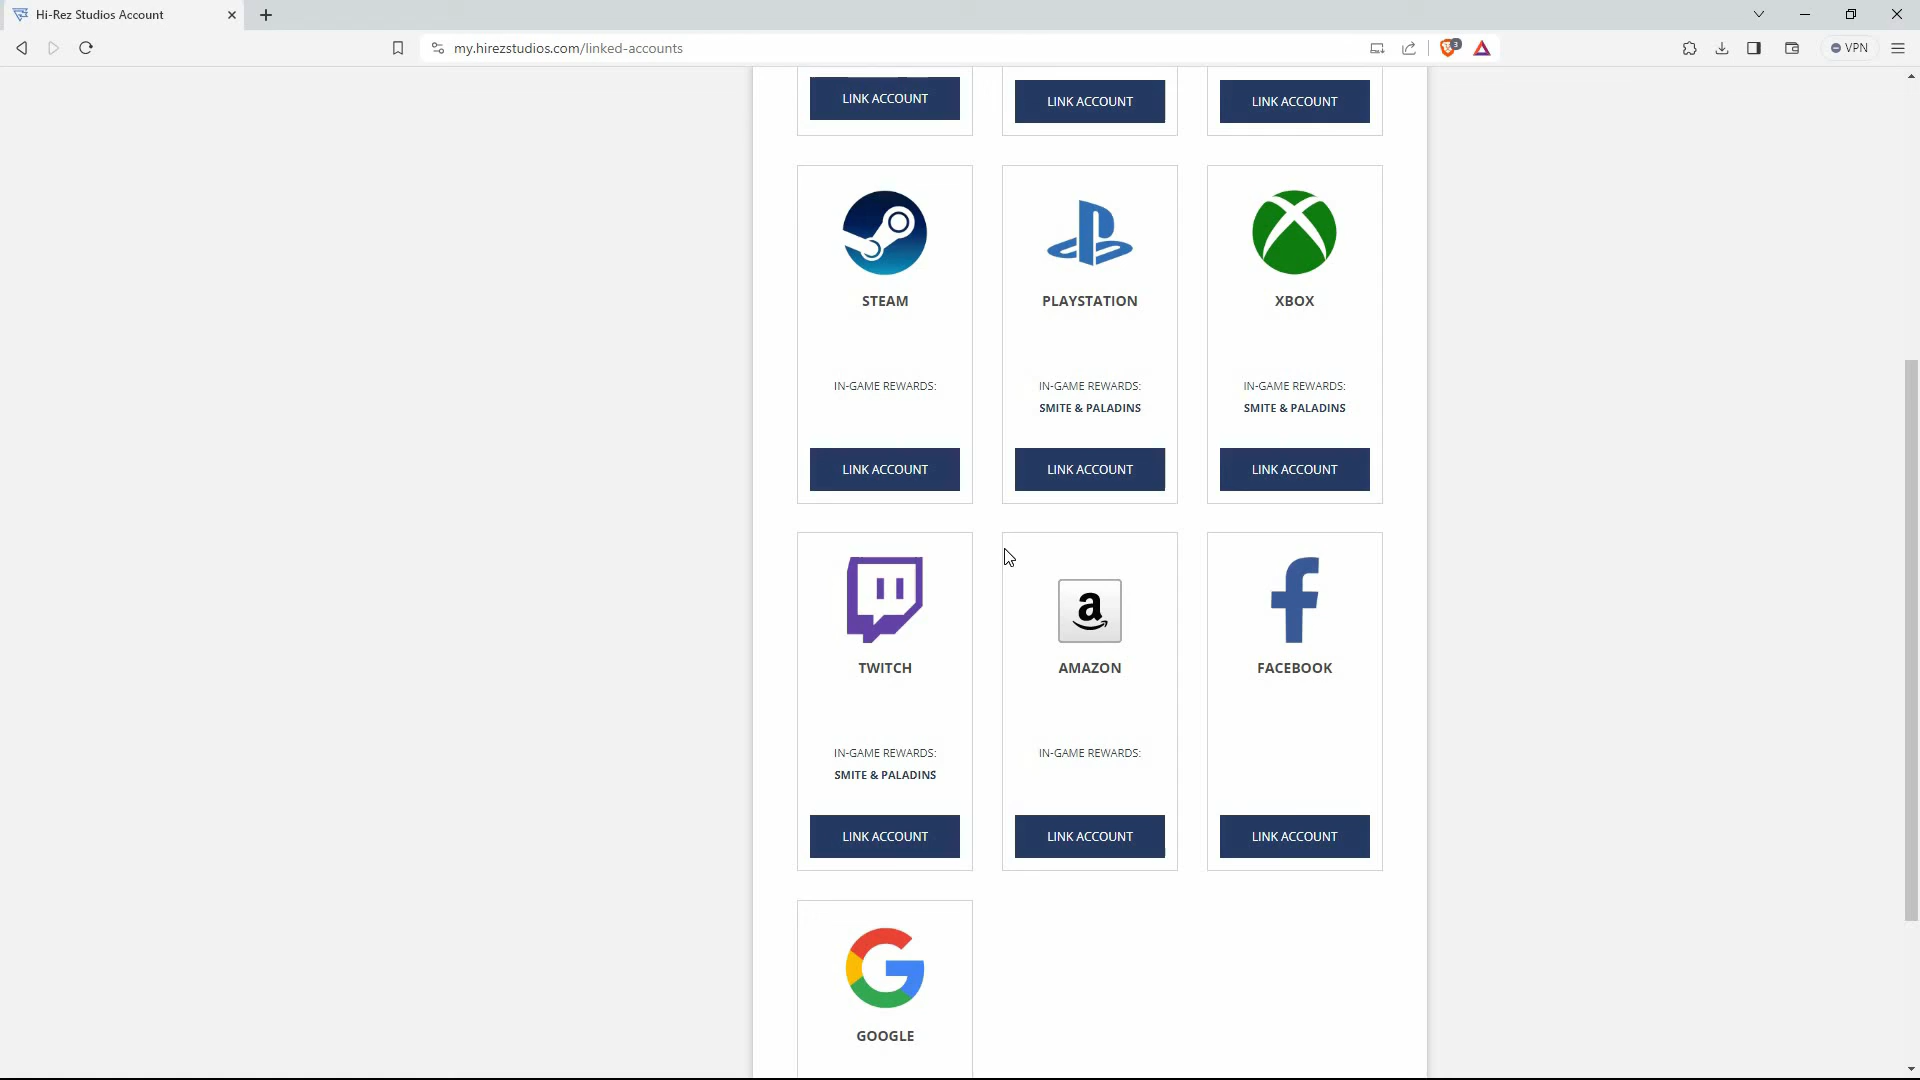 Hi-Rez Studios Account
my.hirezstudios.com/linked-accounts
3
VPN
LINK ACCOUNT
LINK ACCOUNT
LINK ACCOUNT
STEAM
PLAYSTATION
XBOX
IN-GAME REWARDS:
IN-GAME REWARDS:
SMITE & PALADINS
IN-GAME REWARDS:
SMITE & PALADINS
LINK ACCOUNT
LINK ACCOUNT
LINK ACCOUNT
a
TWITCH
AMAZON
FACEBOOK
IN-GAME REWARDS:
SMITE & PALADINS
IN-GAME REWARDS:
LINK ACCOUNT
LINK ACCOUNT
LINK ACCOUNT
GOOGLE